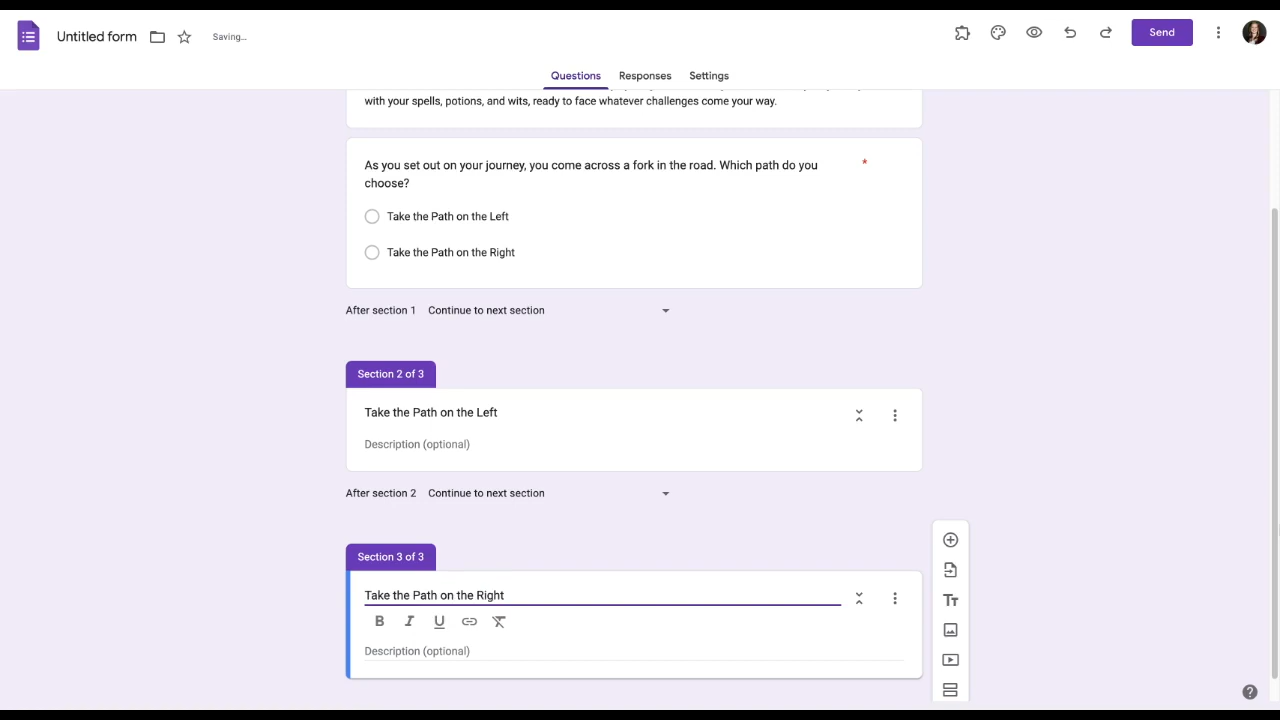 Untitled form
Saving...
Send
Questions Responses Settings
with your spells, potions, and wits, ready to face whatever challenges come your way.
As you set out on your journey, you come across a fork in the road. Which path do you *
choose?
Take the Path on the Left
Take the Path on the Right
After section 1 Continue to next section
Section 2 of 3
Take the Path on the Left
Description (optional)
After section 2 Continue to next section
Section 3 of 3
Take the Path on the Right
B I U
Description (optional)
Tт